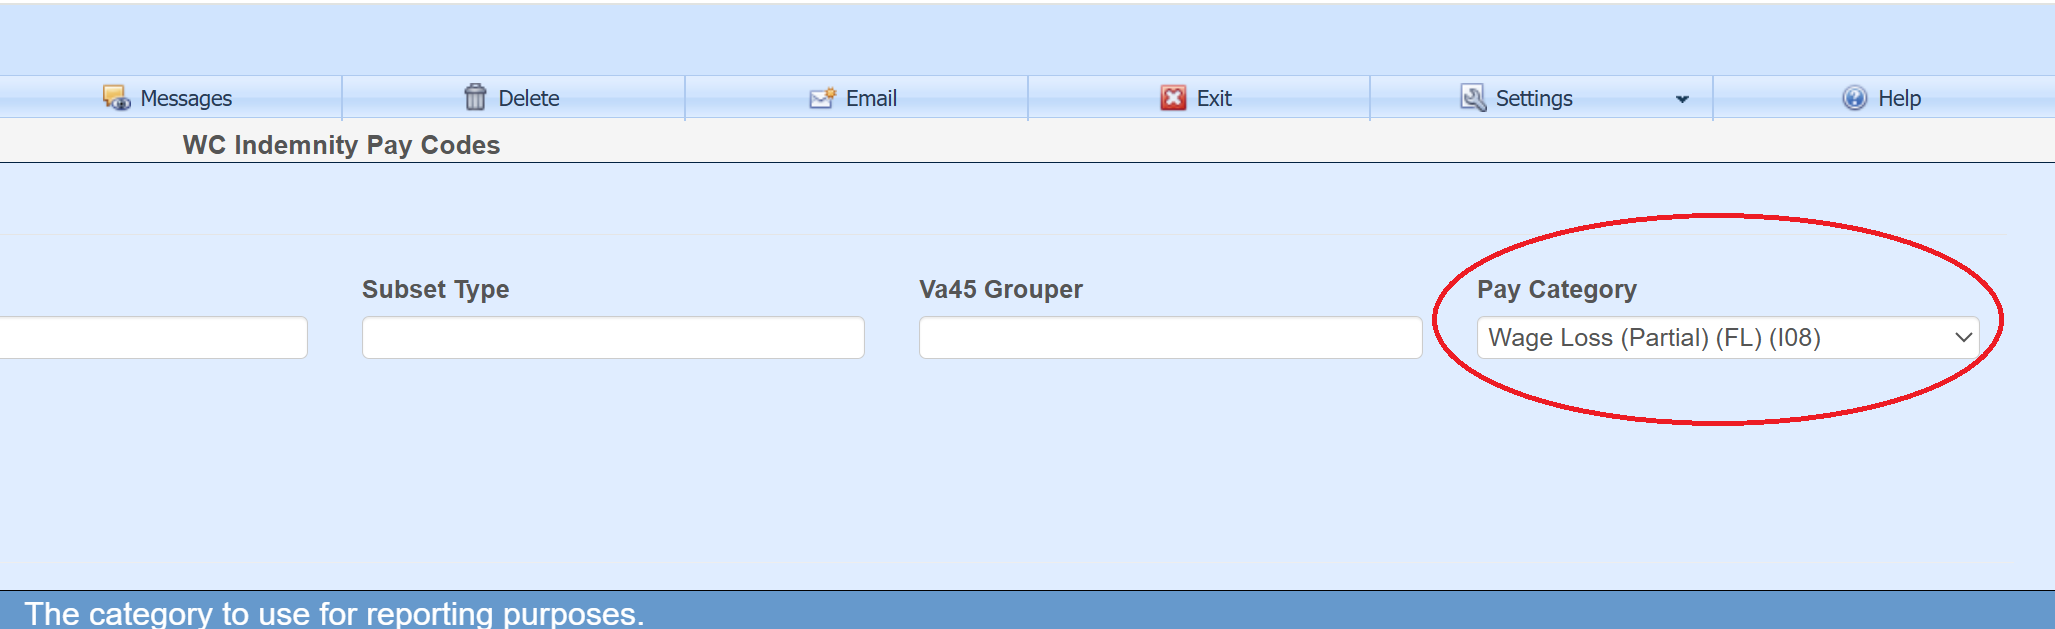 Messages Delete Email Exit Settings Help
WC Indemnity Pay Codes
Subset Type Va45 Grouper Pay Category
Wage Loss (Partial) (FL) (I08)
The category to use for reporting purposes.